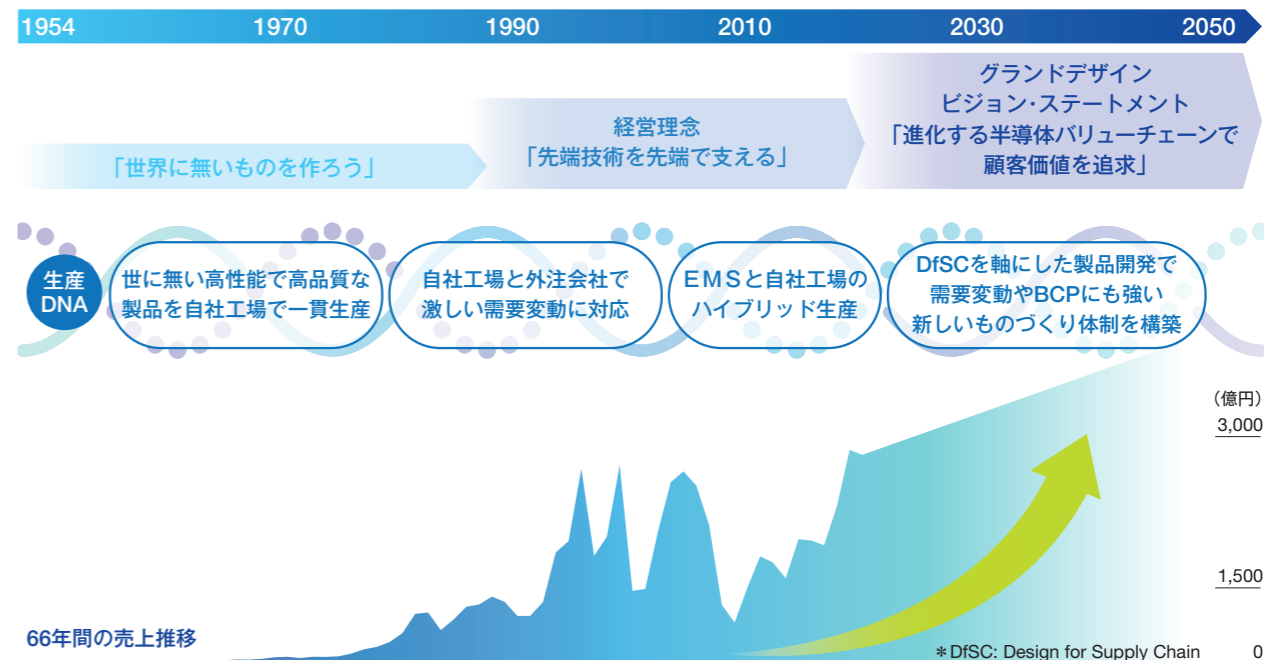 1954 1970 1990 2010 2030 2050
「世界に無いものを作ろう」
経営理念
「先端技術を先端で支える」
グランドデザイン
ビジョン・ステートメント
「進化する半導体バリューチェーンで
顧客価値を追求」
生産
DNA
世に無い高性能で高品質な
製品を自社工場で一貫生産
自社工場と外注会社で
激しい需要変動に対応
EMSと自社工場の
ハイブリッド生産
DfSCを軸にした製品開発で
需要変動やBCPにも強い
新しいものづくり体制を構築
（億円）
3,000
1,500
0
66年間の売上推移
＊DfSC: Design for Supply Chain